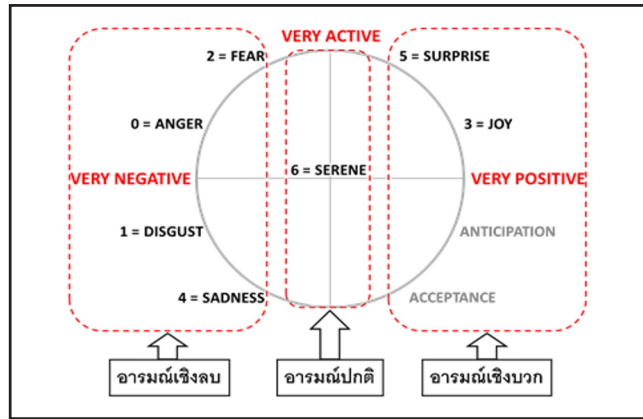 VERY ACTIVE
2 = FEAR
5 = SURPRISE
0 = ANGER
3 = JOY
6 = SERENE
VERY NEGATIVE
VERY POSITIVE
1 = DISGUST
ANTICIPATION
4 = SADNESS
ACCEPTANCE
อารมณ์เชิงลบ
อารมณ์ปกติ
อารมณ์เชิงบวก